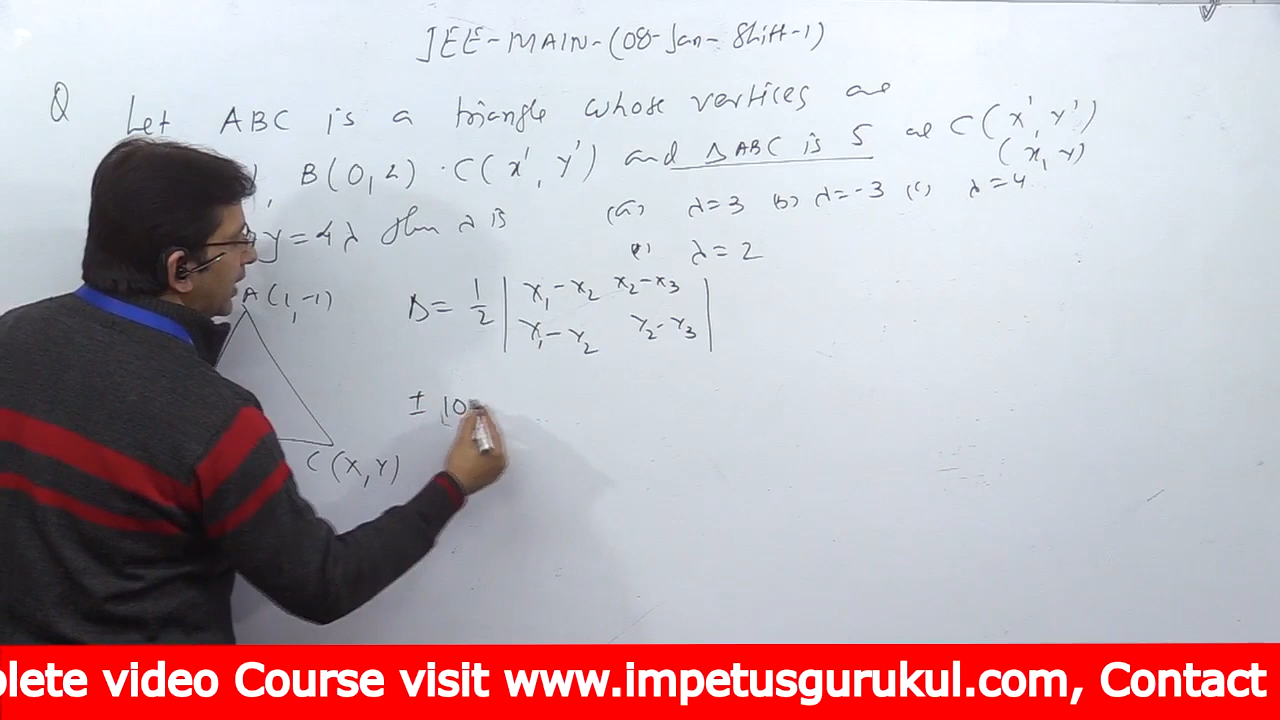 JEE-MAIN-(08-Jan-Shift-1)
Q Let ABC is a triangle whose vertices are
B(0,2) · C(x', y') and ΔABC is 5 at C(x', y')
(x, y)
y=4λ then λ is (a) λ=3 (b) λ=-3 (c) λ=4
λ=2
A(1,-1)
Δ= 1/2 | x₁-x₂ x₂-x₃
y₁-y₂ y₂-y₃ |
± 10
C(x,y)
plete video Course visit www.impetusgurukul.com, Contact